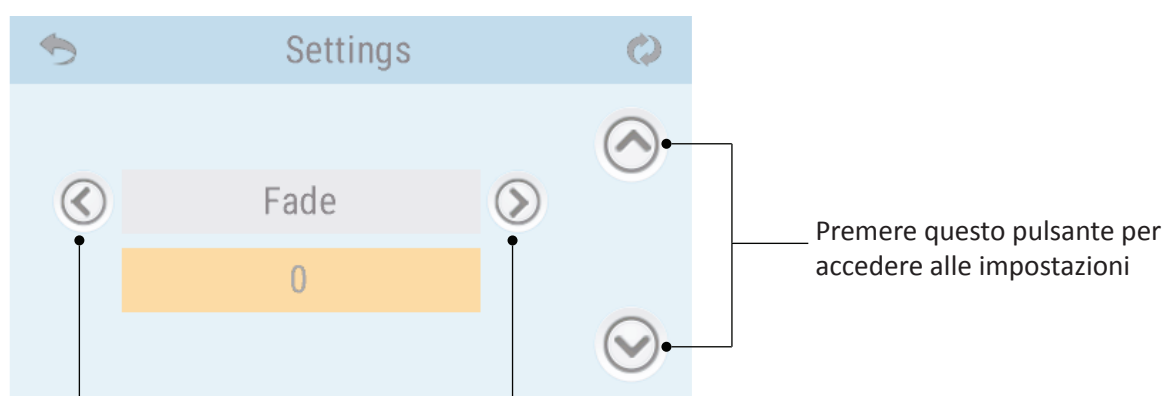 Settings
Fade
0
Premere questo pulsante per
accedere alle impostazioni